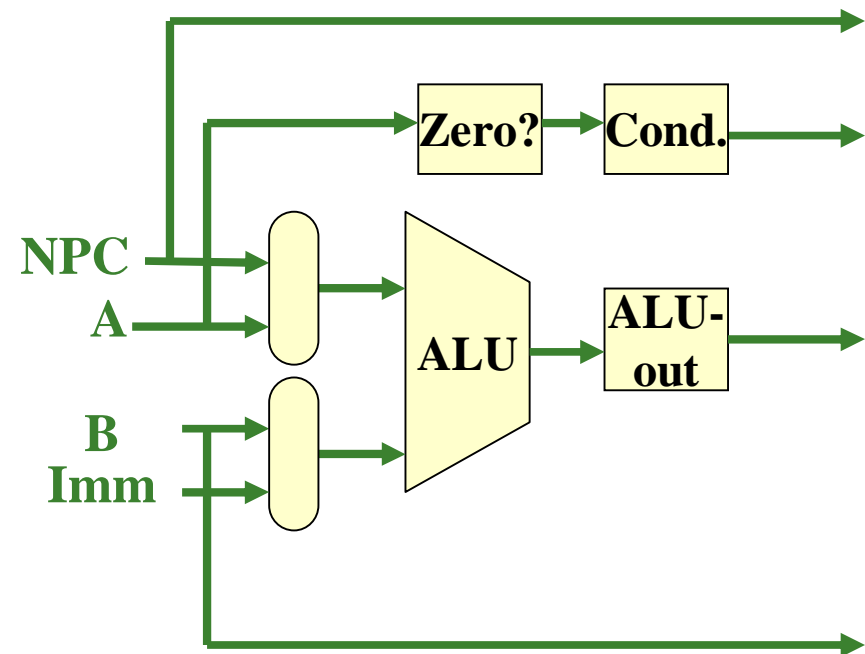 Zero?
Cond.
NPC
A
ALU
ALU-
out
B
Imm